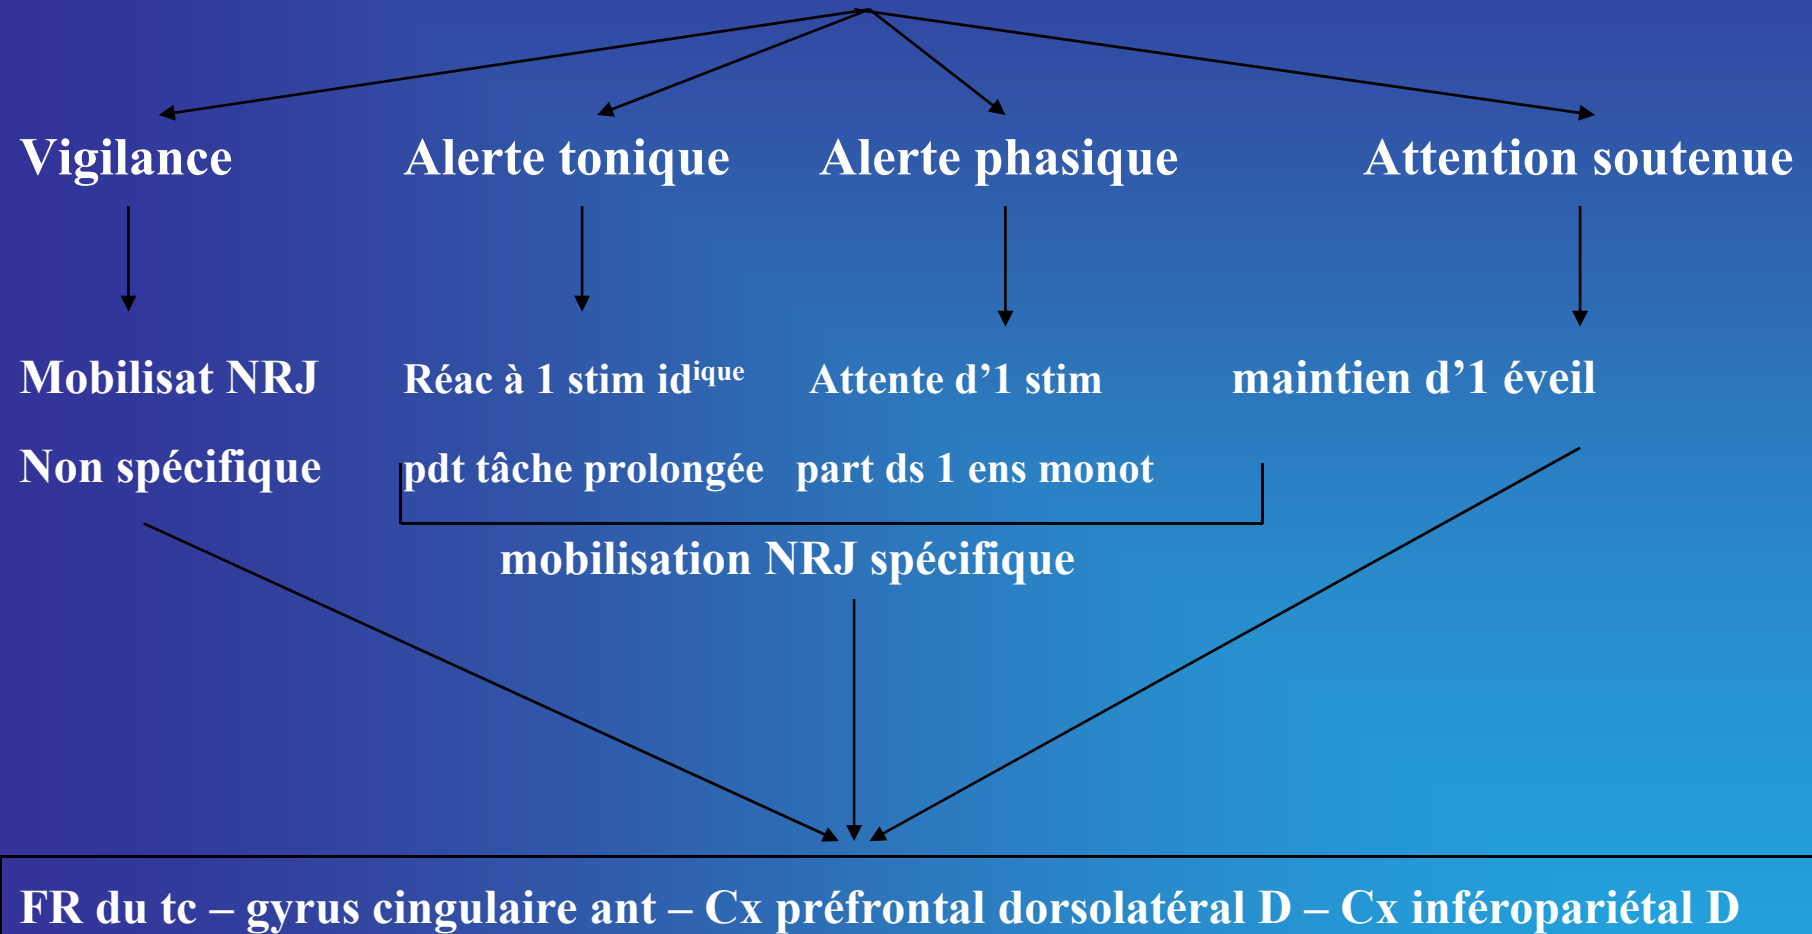 Vigilance Alerte tonique Alerte phasique Attention soutenue
Mobilisat NRJ Réac à 1 stim idique Attente d’1 stim maintien d’1 éveil
Non spécifique pdt tâche prolongée part ds 1 ens monot
mobilisation NRJ spécifique
FR du tc – gyrus cingulaire ant – Cx préfrontal dorsolatéral D – Cx inféropariétal D